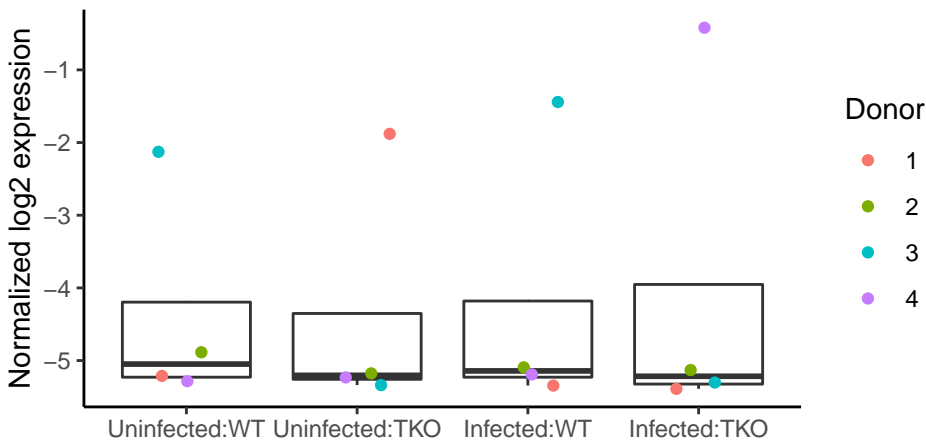 Normalized log2 expression
−1
−2
−3
−4
−5
Uninfected:WT
Uninfected:TKO
Infected:WT
Infected:TKO
Donor
1
2
3
4